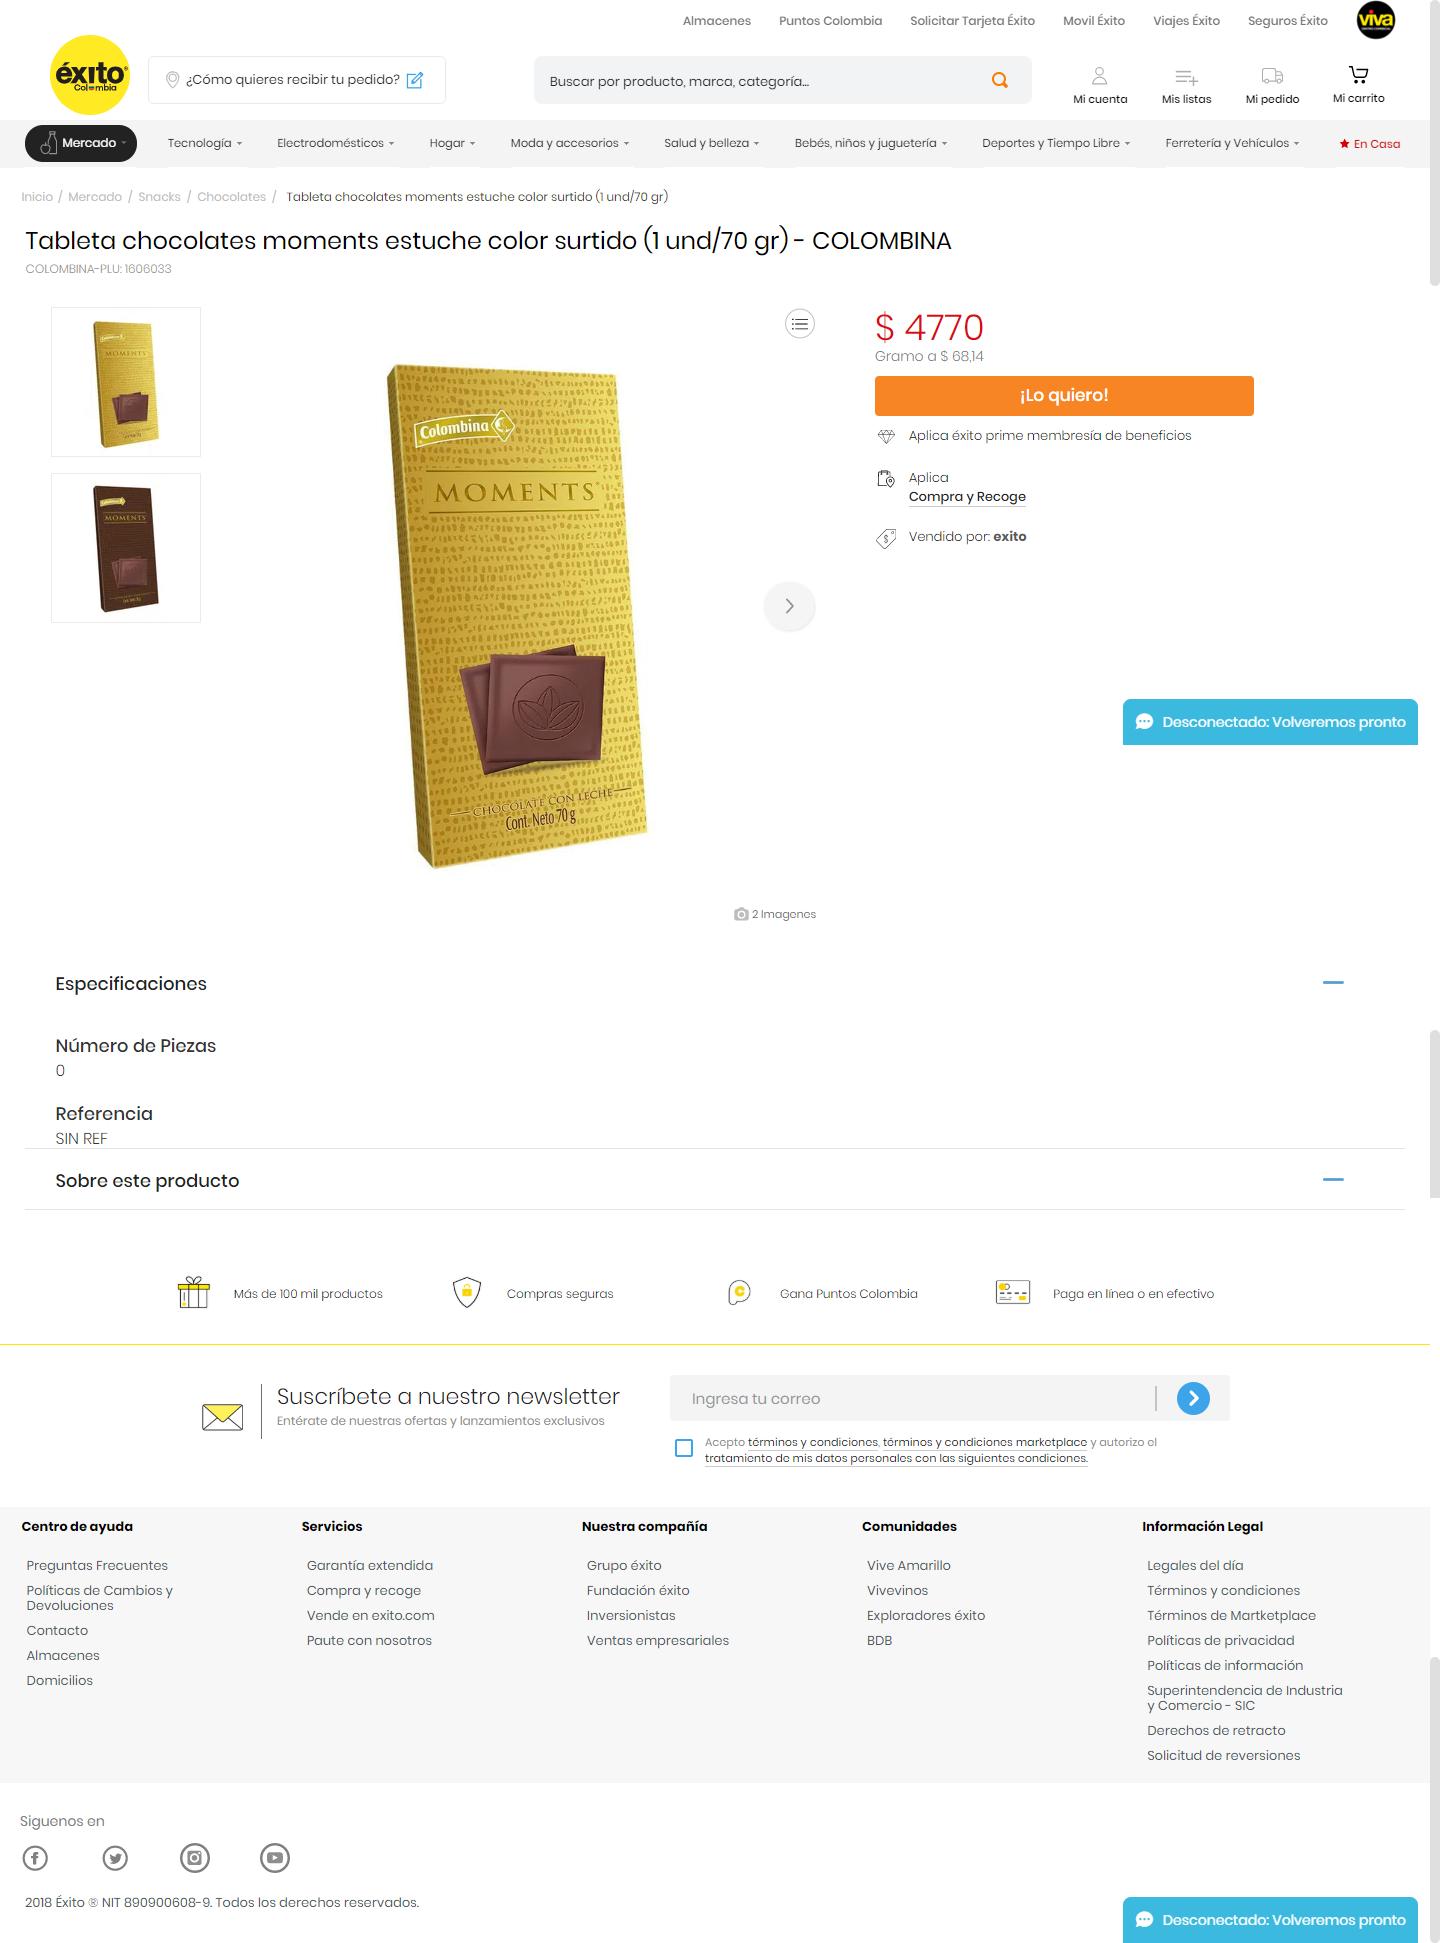 Almacenes Puntos Colombia Solicitar Tarjeta Éxito Movil Éxito Viajes Éxito Seguros Éxito viva
éxito
Colombia
¿Cómo quieres recibir tu pedido?
Buscar por producto, marca, categoría...
Mi cuenta Mis listas Mi pedido Mi carrito
Mercado Tecnología Electrodomésticos Hogar Moda y accesorios Salud y belleza Bebés, niños y juguetería Deportes y Tiempo Libre Ferretería y Vehículos En Casa
Inicio / Mercado / Snacks / Chocolates / Tableta chocolates moments estuche color surtido (1 und/70 gr)
Tableta chocolates moments estuche color surtido (1 und/70 gr) - COLOMBINA
COLOMBINA-PLU: 1606033
MOMENTS
MOMENTS
Colombina
MOMENTS
CHOCOLATE CON LECHE
Cont. Neto 70 g
$ 4770
Gramo a $ 68,14
¡Lo quiero!
Aplica éxito prime membresía de beneficios
Aplica
Compra y Recoge
Vendido por: exito
Desconectado: Volveremos pronto
2 Imagenes
Especificaciones
Número de Piezas
0
Referencia
SIN REF
Sobre este producto
Más de 100 mil productos
Compras seguras
Gana Puntos Colombia
Paga en línea o en efectivo
Suscríbete a nuestro newsletter
Entérate de nuestras ofertas y lanzamientos exclusivos
Ingresa tu correo
Acepto términos y condiciones, términos y condiciones marketplace y autorizo el
tratamiento de mis datos personales con las siguientes condiciones.
Centro de ayuda
Preguntas Frecuentes
Políticas de Cambios y
Devoluciones
Contacto
Almacenes
Domicilios
Servicios
Garantía extendida
Compra y recoge
Vende en exito.com
Paute con nosotros
Nuestra compañía
Grupo éxito
Fundación éxito
Inversionistas
Ventas empresariales
Comunidades
Vive Amarillo
Vivevinos
Exploradores éxito
BDB
Información Legal
Legales del día
Términos y condiciones
Términos de Martketplace
Políticas de privacidad
Políticas de información
Superintendencia de Industria
y Comercio - SIC
Derechos de retracto
Solicitud de reversiones
Siguenos en
2018 Éxito ® NIT 890900608-9. Todos los derechos reservados.
Desconectado: Volveremos pronto